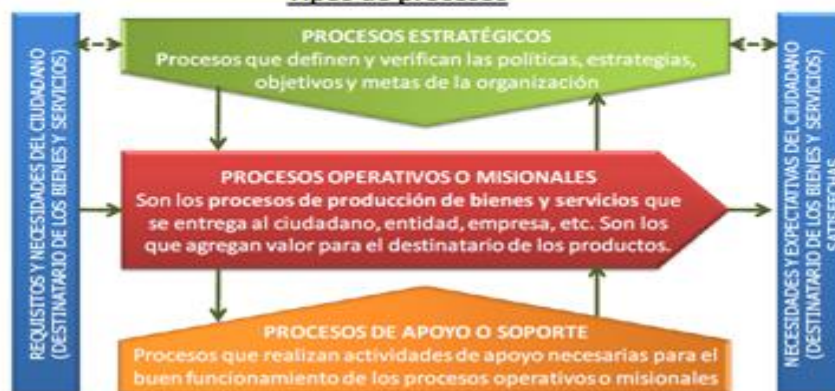 Tipos de procesos
REQUISITOS Y NECESIDADES DEL CIUDADANO
(DESTINATARIO DE LOS BIENES Y SERVICIOS)
PROCESOS ESTRATÉGICOS
Procesos que definen y verifican las políticas, estrategias,
objetivos y metas de la organización
PROCESOS OPERATIVOS O MISIONALES
Son los procesos de producción de bienes y servicios que
se entrega al ciudadano, entidad, empresa, etc. Son los
que agregan valor para el destinatario de los productos.
PROCESOS DE APOYO O SOPORTE
Procesos que realizan actividades de apoyo necesarias para el
buen funcionamiento de los procesos operativos o misionales
NECESIDADES Y EXPECTATIVAS DEL CIUDADANO
(DESTINATARIO DE LOS BIENES Y SERVICIOS)